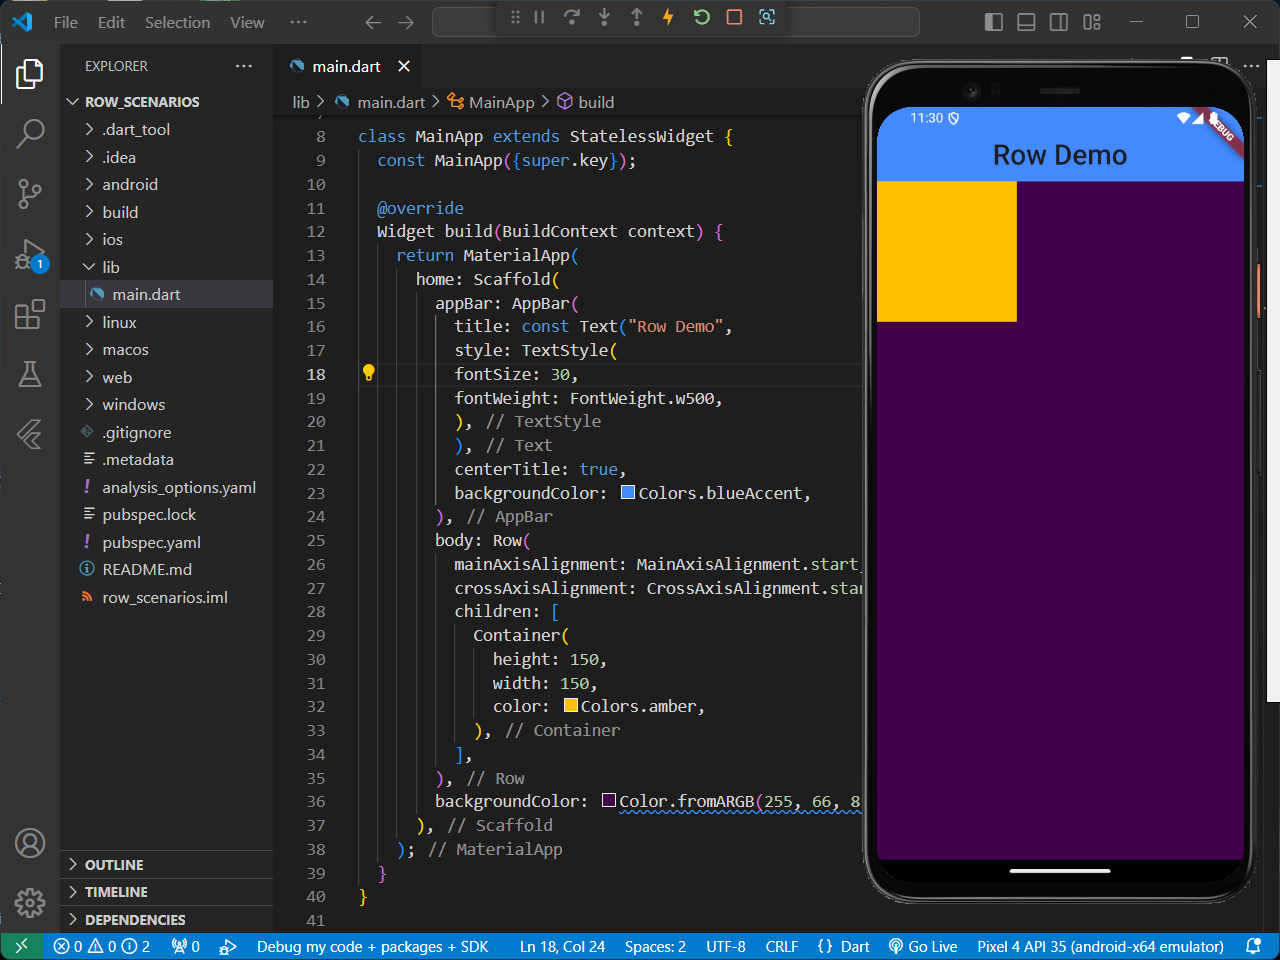 File Edit Selection View ···
EXPLORER
ROW_SCENARIOS
.dart_tool
.idea
android
build
ios
lib
main.dart
linux
macos
web
windows
.gitignore
.metadata
analysis_options.yaml
pubspec.lock
pubspec.yaml
README.md
row_scenarios.iml
OUTLINE
TIMELINE
DEPENDENCIES
1
main.dart
lib > main.dart > MainApp > build
8 class MainApp extends StatelessWidget {
9 const MainApp({super.key});
10
11 @override
12 Widget build(BuildContext context) {
13 return MaterialApp(
14 home: Scaffold(
15 appBar: AppBar(
16 title: const Text("Row Demo",
17 style: TextStyle(
18 fontSize: 30,
19 fontWeight: FontWeight.w500,
20 ), // TextStyle
21 ), // Text
22 centerTitle: true,
23 backgroundColor: Colors.blueAccent,
24 ), // AppBar
25 body: Row(
26 mainAxisAlignment: MainAxisAlignment.start,
27 crossAxisAlignment: CrossAxisAlignment.sta
28 children: [
29 Container(
30 height: 150,
31 width: 150,
32 color: Colors.amber,
33 ), // Container
34 ],
35 ), // Row
36 backgroundColor: Color.fromARGB(255, 66, 8
37 ), // Scaffold
38 ); // MaterialApp
39 }
40 }
41
11:30
DEBUG
Row Demo
0 0 2 0 Debug my code + packages + SDK Ln 18, Col 24 Spaces: 2 UTF-8 CRLF {} Dart Go Live Pixel 4 API 35 (android-x64 emulator)